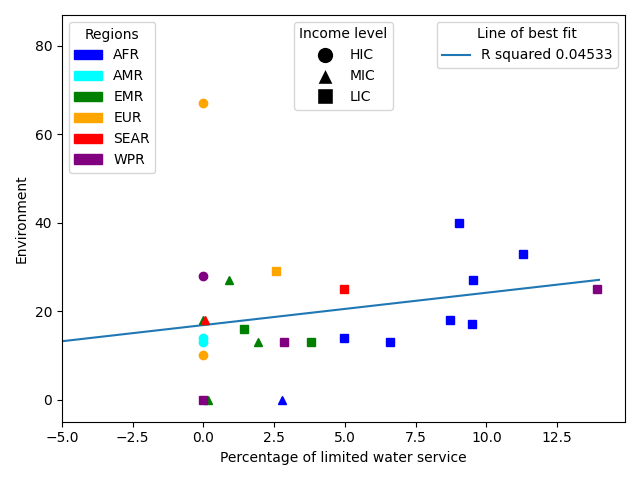 Regions
AFR
AMR
EMR
EUR
SEAR
WPR
Income level
HIC
MIC
LIC
Line of best fit
R squared 0.04533
Environment
80
60
40
20
0
−5.0 −2.5 0.0 2.5 5.0 7.5 10.0 12.5
Percentage of limited water service